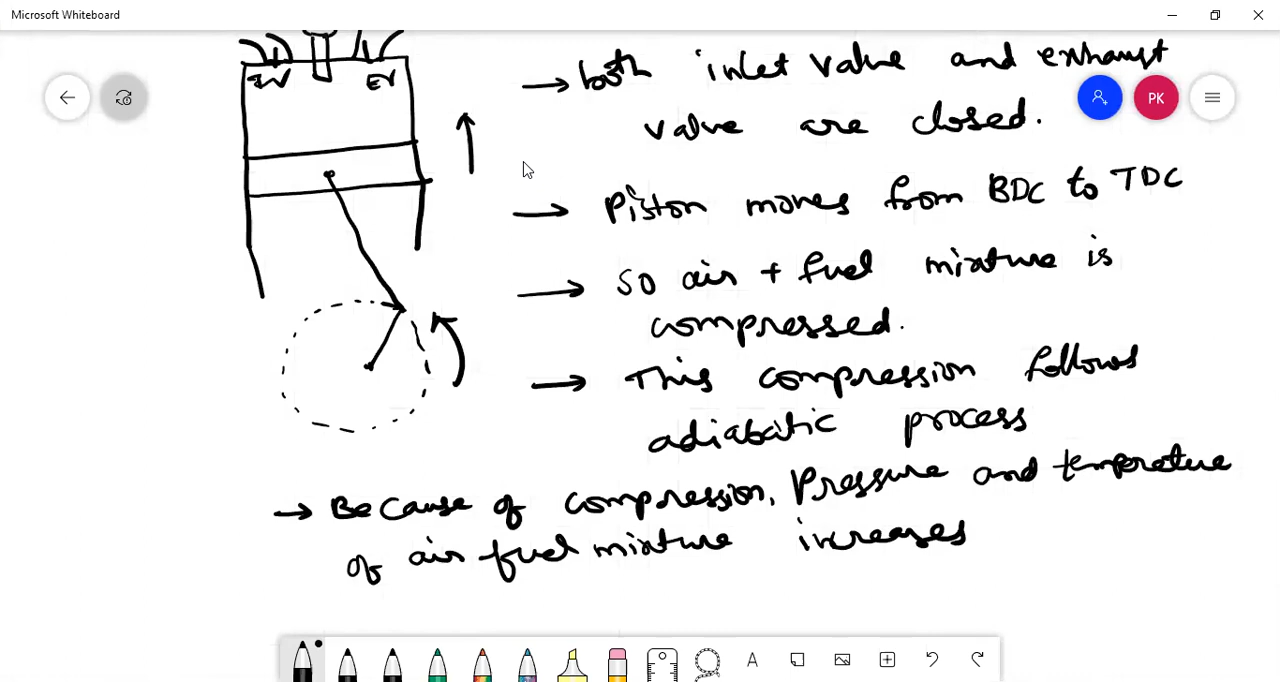 Microsoft Whiteboard
IV EV
→ both inlet valve and exhaust
valve are closed.
PK
→ Piston moves from BDC to TDC
→ so air + fuel mixture is
compressed.
→ This compression follows
adiabatic process
→ Because of compression, Pressure and tempretute
of air fuel mixture increases
A